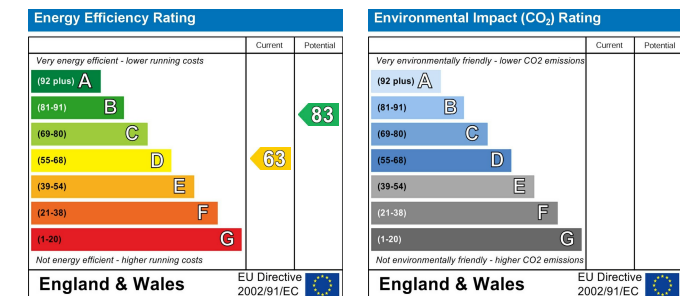 Energy Efficiency Rating
Current Potential
Very energy efficient - lower running costs
(92 plus) A
(81-91) B
83
(69-80) C
(55-68) D
63
(39-54) E
(21-38) F
(1-20) G
Not energy efficient - higher running costs
England & Wales
EU Directive
2002/91/EC
Environmental Impact (CO₂) Rating
Current Potential
Very environmentally friendly - lower CO2 emissions
(92 plus) A
(81-91) B
(69-80) C
(55-68) D
(39-54) E
(21-38) F
(1-20) G
Not environmentally friendly - higher CO2 emissions
England & Wales
EU Directive
2002/91/EC